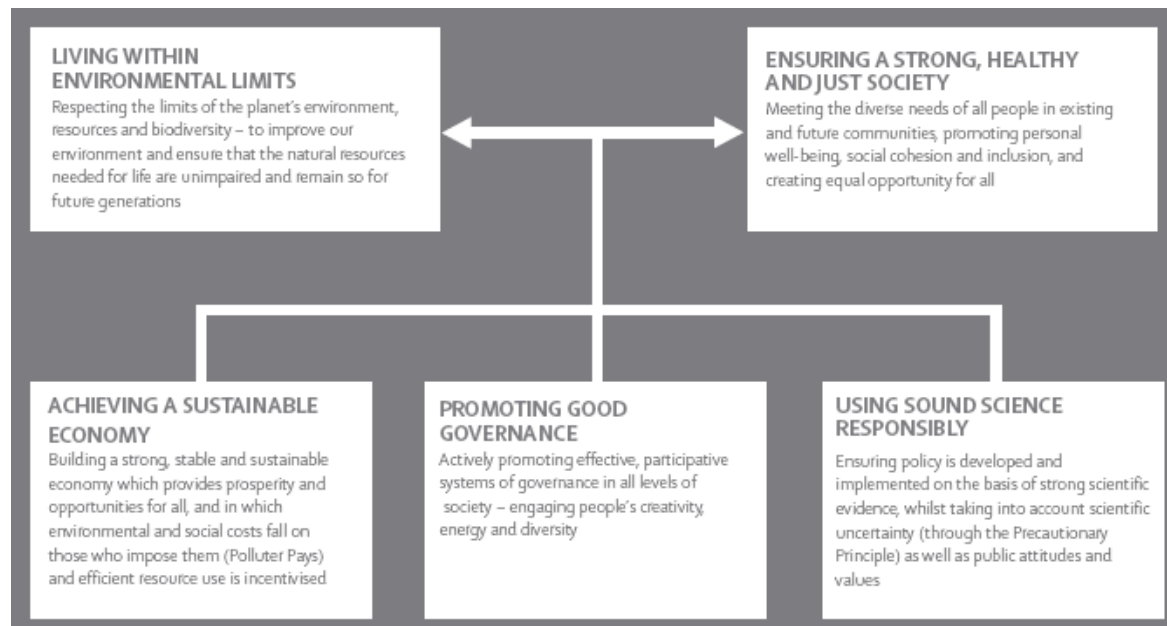 LIVING WITHIN
ENVIRONMENTAL LIMITS
Respecting the limits of the planet's environment,
resources and biodiversity – to improve our
environment and ensure that the natural resources
needed for life are unimpaired and remain so for
future generations
ENSURING A STRONG, HEALTHY
AND JUST SOCIETY
Meeting the diverse needs of all people in existing
and future communities, promoting personal
well-being, social cohesion and inclusion, and
creating equal opportunity for all
ACHIEVING A SUSTAINABLE
ECONOMY
Building a strong, stable and sustainable
economy which provides prosperity and
opportunities for all, and in which
environmental and social costs fall on
those who impose them (Polluter Pays)
and efficient resource use is incentivised
PROMOTING GOOD
GOVERNANCE
Actively promoting effective, participative
systems of governance in all levels of
society – engaging people's creativity,
energy and diversity
USING SOUND SCIENCE
RESPONSIBLY
Ensuring policy is developed and
implemented on the basis of strong scientific
evidence, whilst taking into account scientific
uncertainty (through the Precautionary
Principle) as well as public attitudes and
values